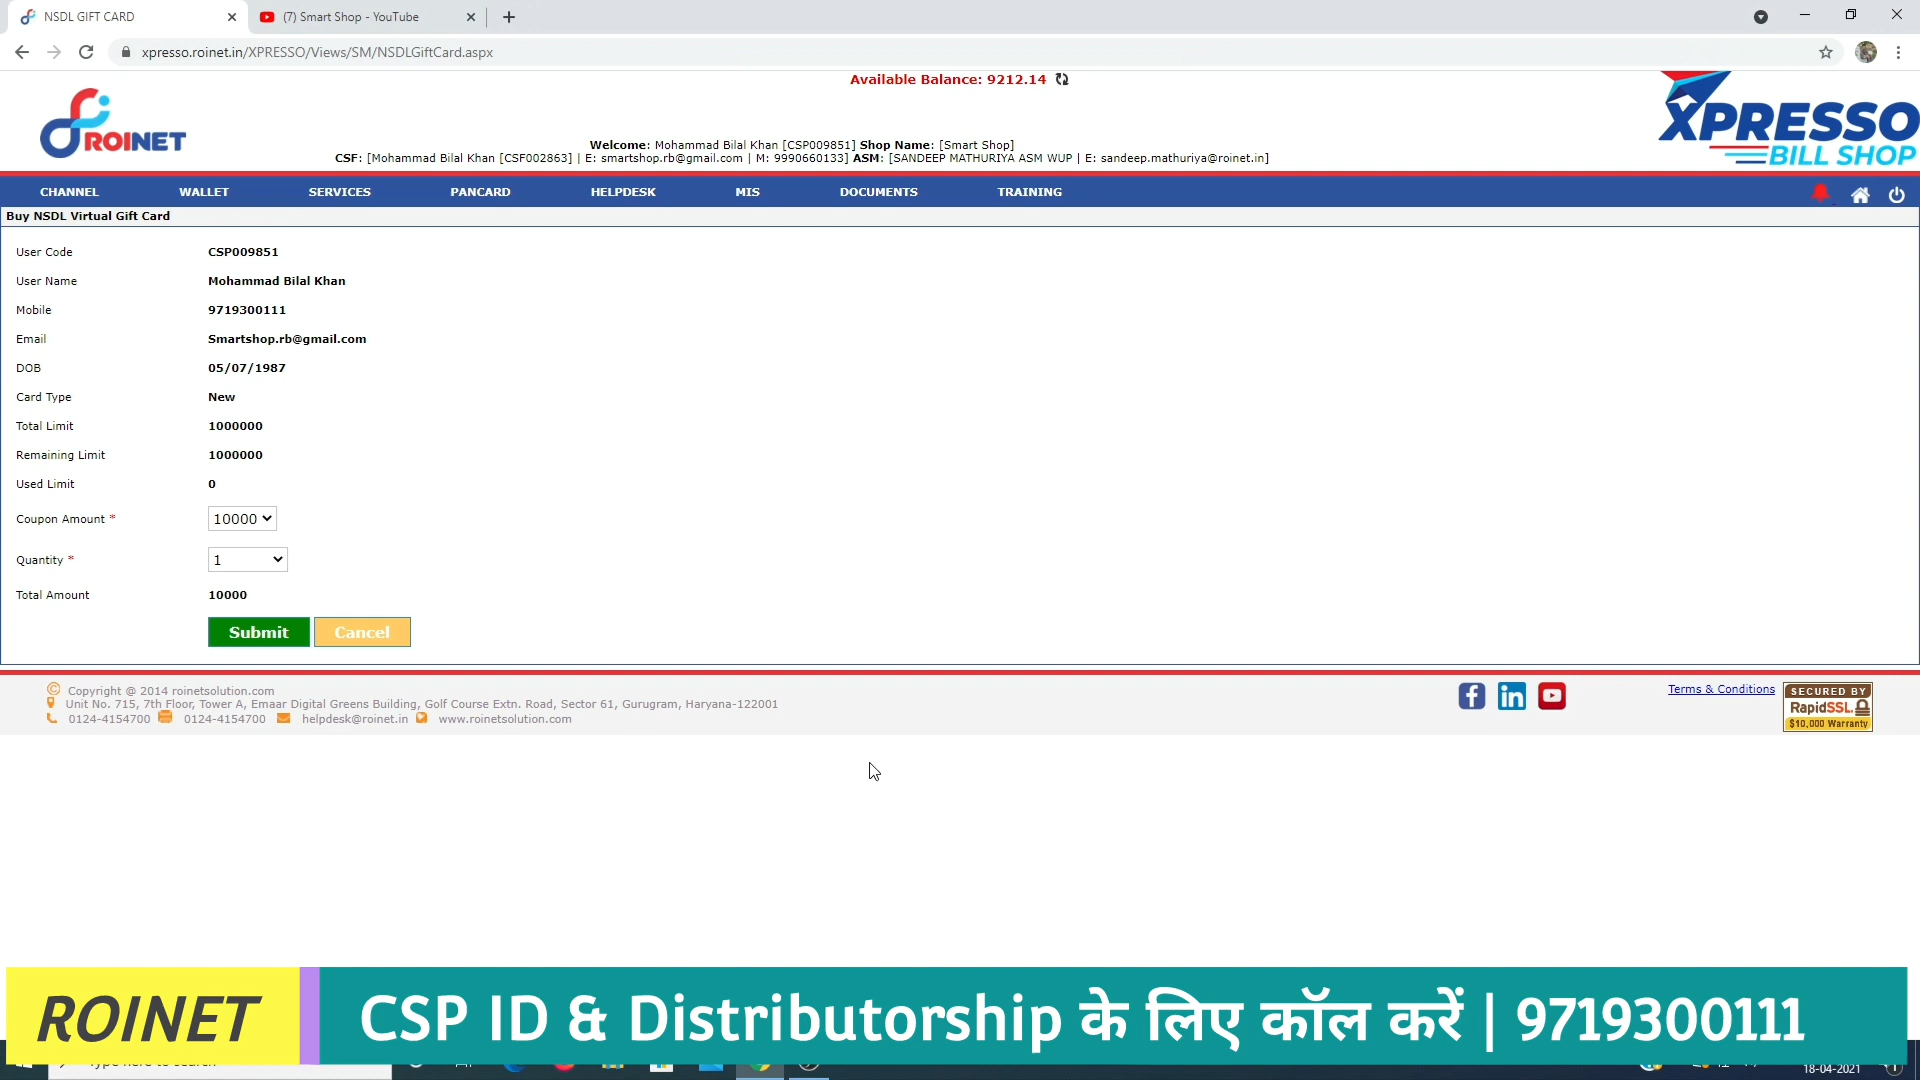 NSDL GIFT CARD
(7) Smart Shop - YouTube
xpresso.roinet.in/XPRESSO/Views/SM/NSDLGiftCard.aspx
Available Balance: 9212.14
ROINET
XPRESSO
BILL SHOP
Welcome: Mohammad Bilal Khan [CSP009851] Shop Name: [Smart Shop]
CSF: [Mohammad Bilal Khan [CSF002863] | E: smartshop.rb@gmail.com | M: 9990660133] ASM: [SANDEEP MATHURIYA ASM WUP | E: sandeep.mathuriya@roinet.in]
CHANNEL WALLET SERVICES PANCARD HELPDESK MIS DOCUMENTS TRAINING
Buy NSDL Virtual Gift Card
User Code CSP009851
User Name Mohammad Bilal Khan
Mobile 9719300111
Email Smartshop.rb@gmail.com
DOB 05/07/1987
Card Type New
Total Limit 1000000
Remaining Limit 1000000
Used Limit 0
Coupon Amount * 10000
Quantity * 1
Total Amount 10000
Submit Cancel
© Copyright @ 2014 roinetsolution.com
Unit No. 715, 7th Floor, Tower A, Emaar Digital Greens Building, Golf Course Extn. Road, Sector 61, Gurugram, Haryana-122001
0124-4154700 0124-4154700 helpdesk@roinet.in www.roinetsolution.com
Terms & Conditions
SECURED BY
RapidSSL.
$10,000 Warranty
ROINET
CSP ID & Distributorship के लिए कॉल करें | 9719300111
18-04-2021